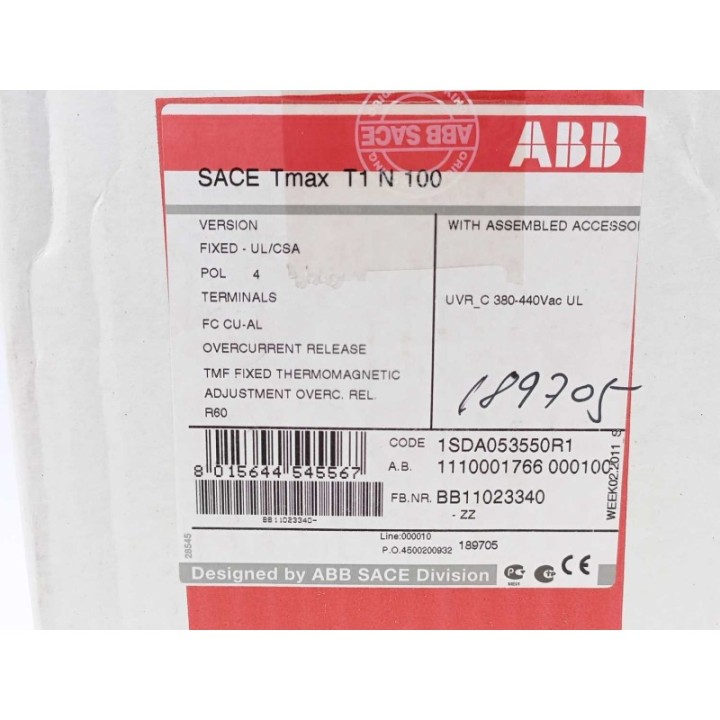 ABB SACE
ABB
SACE Tmax T1 N 100
VERSION
FIXED - UL/CSA
POL 4
TERMINALS
FC CU-AL
OVERCURRENT RELEASE
TMF FIXED THERMOMAGNETIC
ADJUSTMENT OVERC. REL.
R60
WITH ASSEMBLED ACCESSOI
UVR_C 380-440Vac UL
189705
8 015644 545567
BB11023340-
CODE 1SDA053550R1
A.B. 1110001766 000100
FB.NR. BB11023340
- ZZ
WEEK02.2011_S
Line:000010
P.O.4500200932 189705
28545
Designed by ABB SACE Division
CE